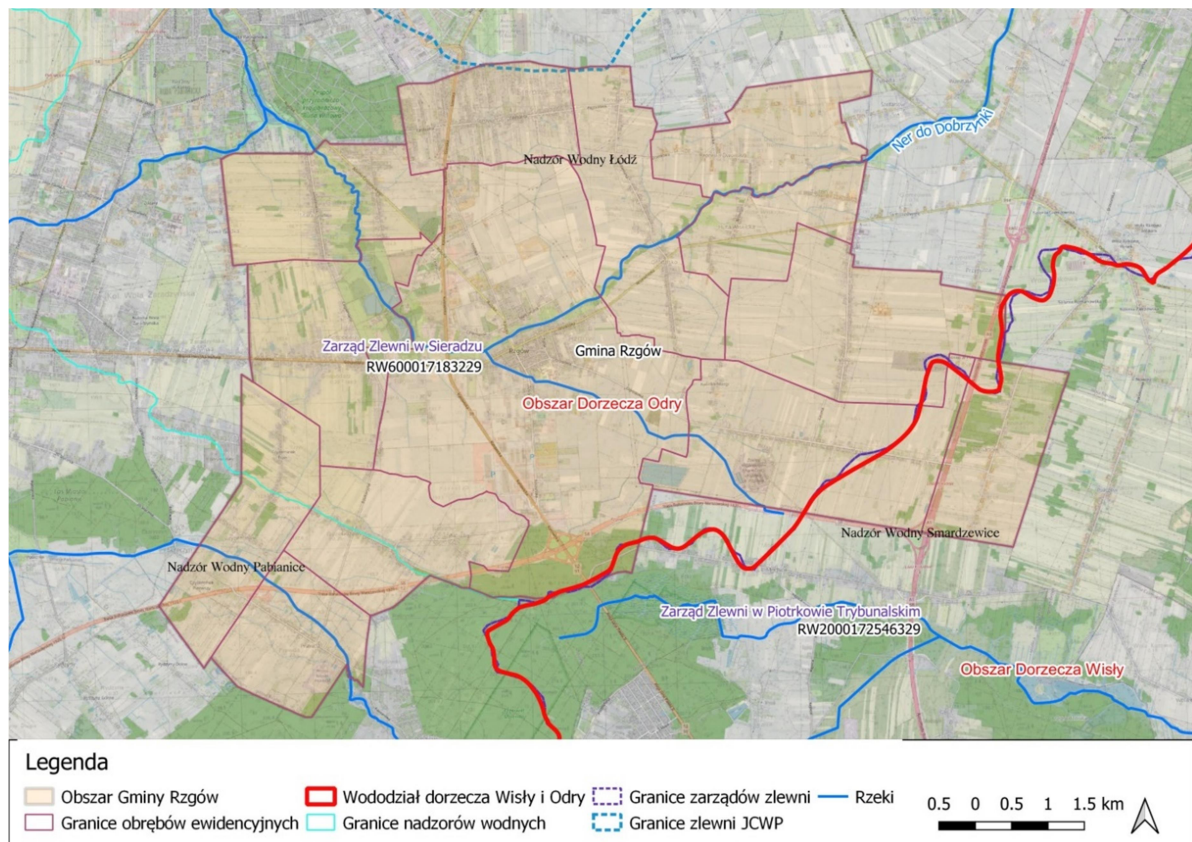 Ner do Dobrzynki
Nadzór Wodny Łódź
Zarząd Zlewni w Sieradzu
RW600017183229
Gmina Rzgów
Obszar Dorzecza Odry
Nadzór Wodny Smardzewice
Nadzór Wodny Pabianice
Zarząd Zlewni w Piotrkowie Trybunalskim
RW2000172546329
Obszar Dorzecza Wisły
Legenda
Obszar Gminy Rzgów
Wododział dorzecza Wisły i Odry
Granice zarządów zlewni
Rzeki
Granice obrębów ewidencyjnych
Granice nadzorów wodnych
Granice zlewni JCWP
0.5 0 0.5 1 1.5 km